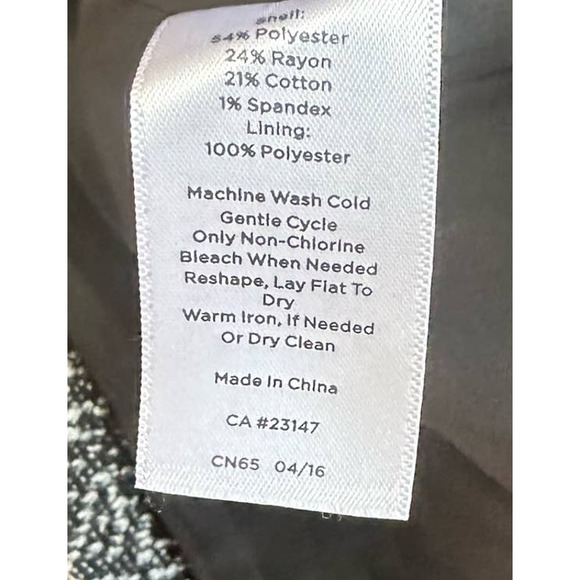 Shell:
54% Polyester
24% Rayon
21% Cotton
1% Spandex
Lining:
100% Polyester
Machine Wash Cold
Gentle Cycle
Only Non-Chlorine
Bleach When Needed
Reshape, Lay Flat To
Dry
Warm Iron, If Needed
Or Dry Clean
Made In China
CA #23147
CN65 04/16